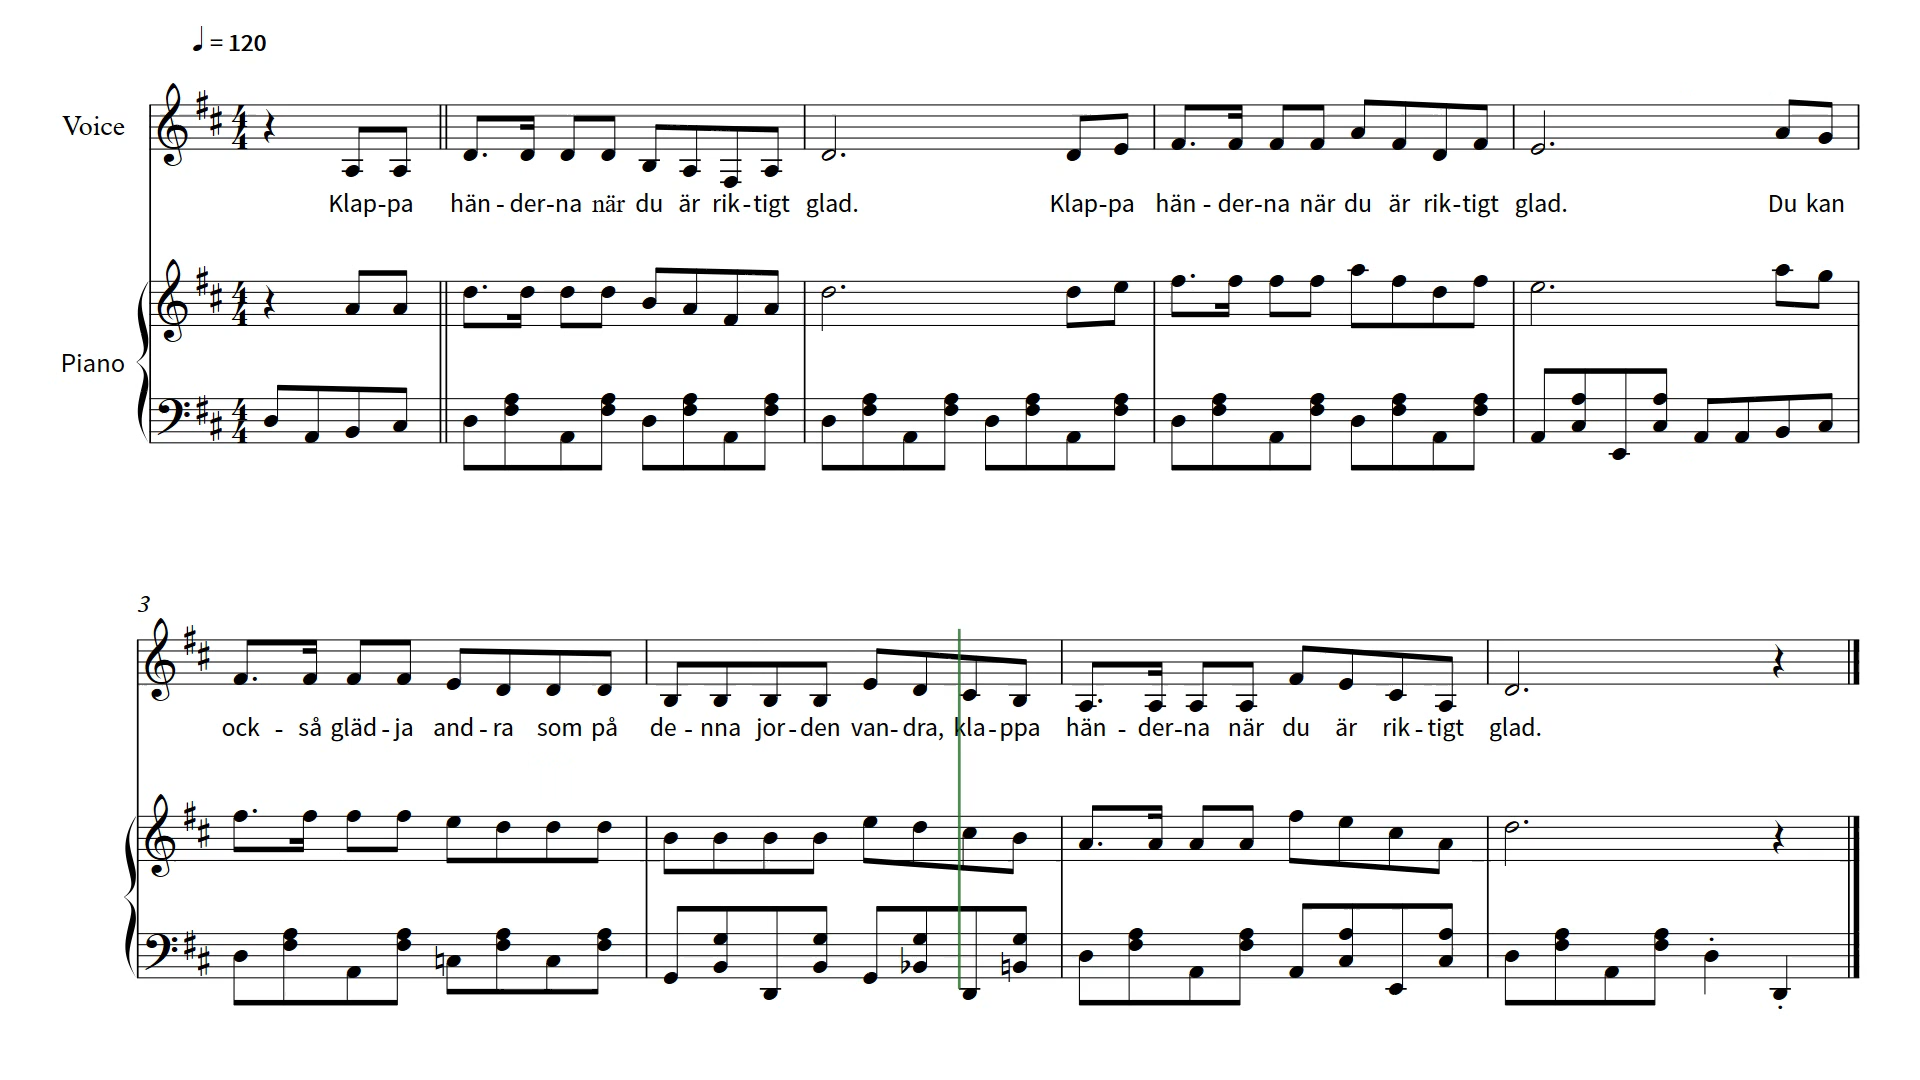 ♩ = 120
Voice
Klap-pa hän - der-na när du är rik-tigt glad. Klap-pa hän - der-na när du är rik-tigt glad. Du kan
Piano
3
ock - så gläd-ja and-ra som på de - nna jor-den van-dra, kla-ppa hän - der-na när du är rik-tigt glad.